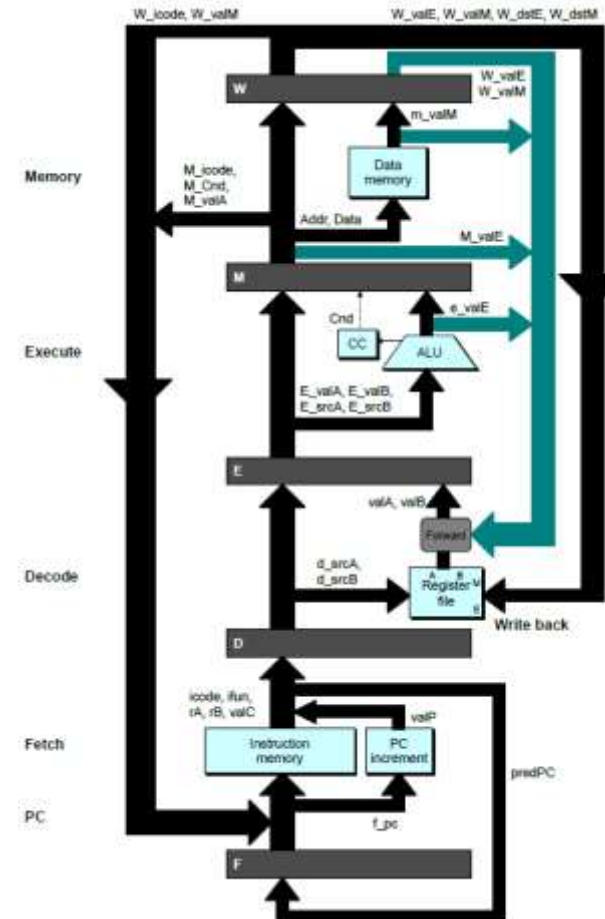 W_icode, W_valM
W_valE, W_valM, W_dstE, W_dstM
W
W_valE
W_valM
m_valM
Memory
M_icode,
M_Cnd,
M_valA
Data
memory
Addr, Data
M_valE
M
Cnd
e_valE
CC
ALU
Execute
E_valA, E_valB,
E_srcA, E_srcB
E
valA, valB
Forward
Decode
d_srcA,
d_srcB
A B
M
Register
file
E
Write back
D
icode, ifun,
rA, rB, valC
valP
Fetch
Instruction
memory
PC
increment
predPC
PC
f_pc
F